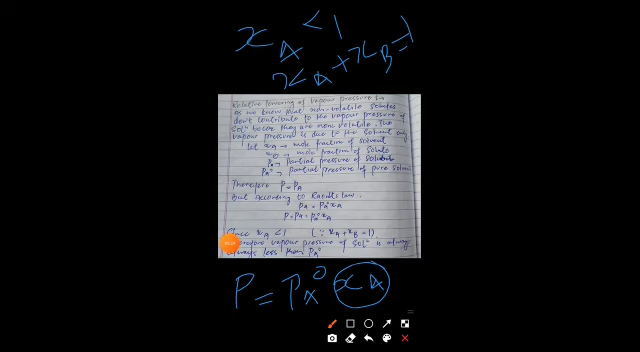 x_A < 1
x_A + x_B = 1
Relative lowering of vapour pressure :-
As we know that non-volatile solutes
don't contribute to the vapour pressure of
Solⁿ because they are non volatile. The
vapour pressure is due to the solvent only
let x_A → mole fraction of solvent
x_B → mole fraction of solute
P_A → partial pressure of
P_A° → partial pressure of pure solvent
Therefore P = P_A
But according to Raoult's law.
P_A = P_A° x_A
P = P_A = P_A° x_A
Since x_A < 1 (∵ x_A + x_B = 1)
Therefore vapour pressure of Solⁿ is always
always less than P_A°
P = P_A° x_A